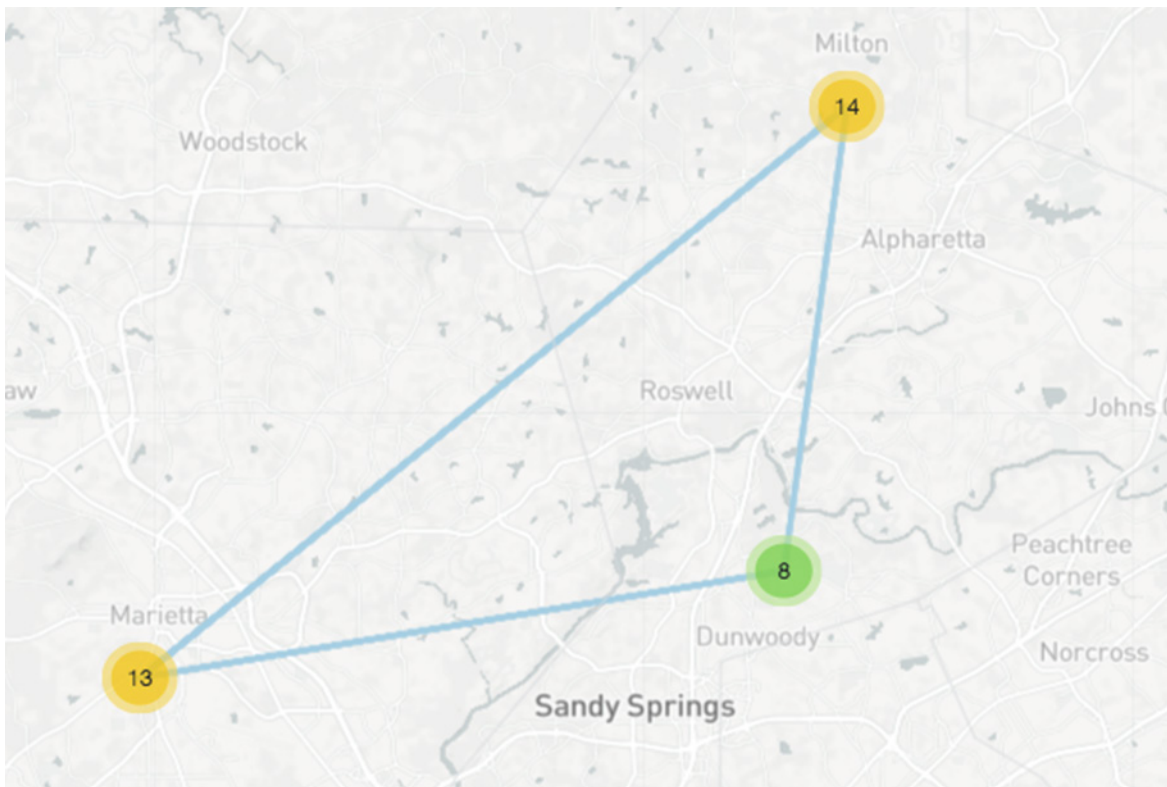 Milton
14
Woodstock
Alpharetta
aw
Roswell
Johns
Peachtree
Corners
8
Marietta
Dunwoody
Norcross
13
Sandy Springs